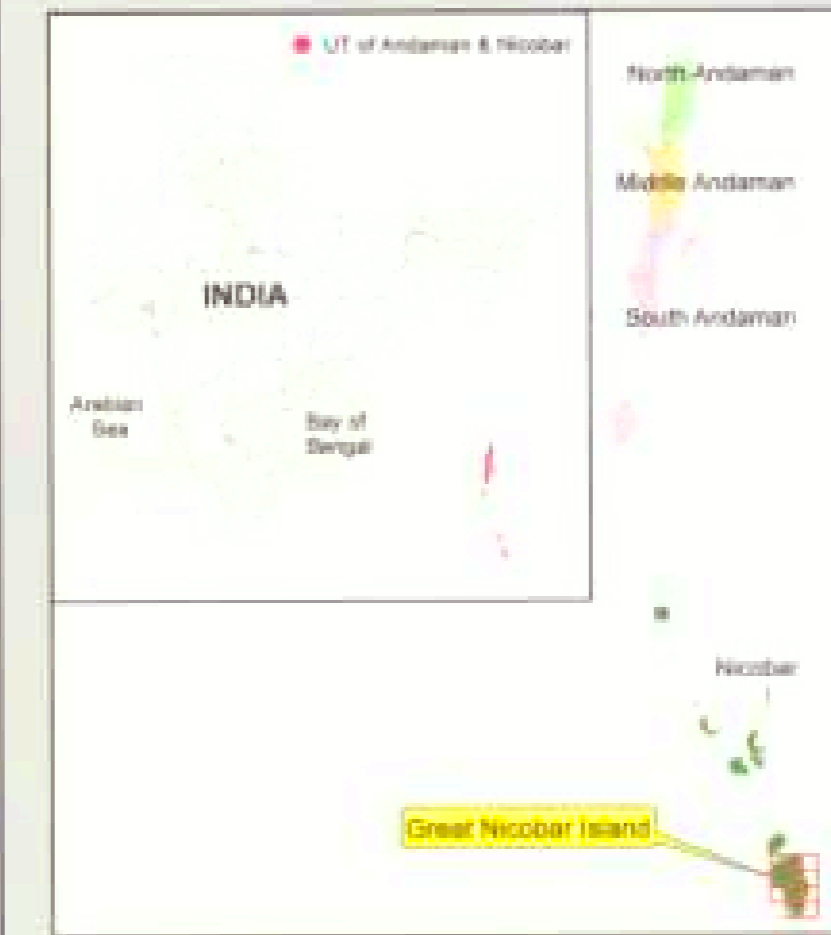 UT of Andaman & Nicobar
North Andaman
Middle Andaman
INDIA
South Andaman
Arabian
Sea
Bay of
Bengal
Nicobar
Great Nicobar Island